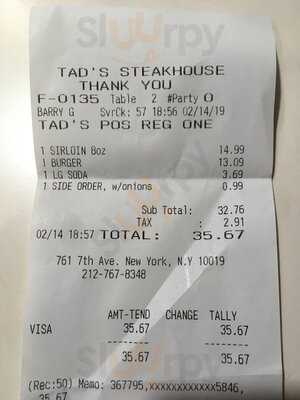 TAD'S STEAKHOUSE
THANK YOU
F-0135 Table 2 #Party 0
BARRY G SvrCk: 57 18:56 02/14/19
TAD'S POS REG ONE
1 SIRLOIN 8oz 14.99
1 BURGER 13.09
1 LG SODA 3.69
1 SIDE ORDER, w/onions 0.99
Sub Total: 32.76
TAX : 2.91
02/14 18:57 TOTAL: 35.67
761 7th Ave. New York, N.Y 10019
212-767-8348
AMT-TEND CHANGE TALLY
VISA 35.67 35.67
-------- --------
35.67 35.67
(Rec:50) Memo: 367795,xxxxxxxxxxxx5846,
35.67
Slurrpy